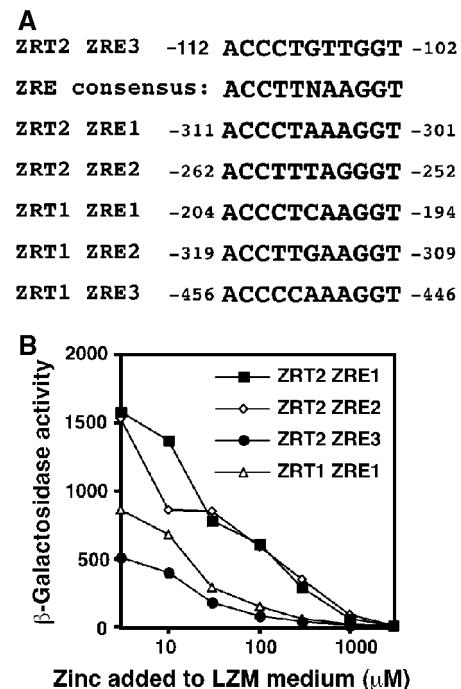 A
ZRT2 ZRE3 -112 ACCCTGTTGGT -102
ZRE consensus: ACCTTNAAGGT
ZRT2 ZRE1 -311 ACCCTAAAGGT -301
ZRT2 ZRE2 -262 ACCTTTAGGGT -252
ZRT1 ZRE1 -204 ACCCTCAAGGT -194
ZRT1 ZRE2 -319 ACCTTGAAGGT -309
ZRT1 ZRE3 -456 ACCCCAAAGGT -446
B
β-Galactosidase activity
2000
1500
1000
500
0
ZRT2 ZRE1
ZRT2 ZRE2
ZRT2 ZRE3
ZRT1 ZRE1
10 100 1000
Zinc added to LZM medium (μM)